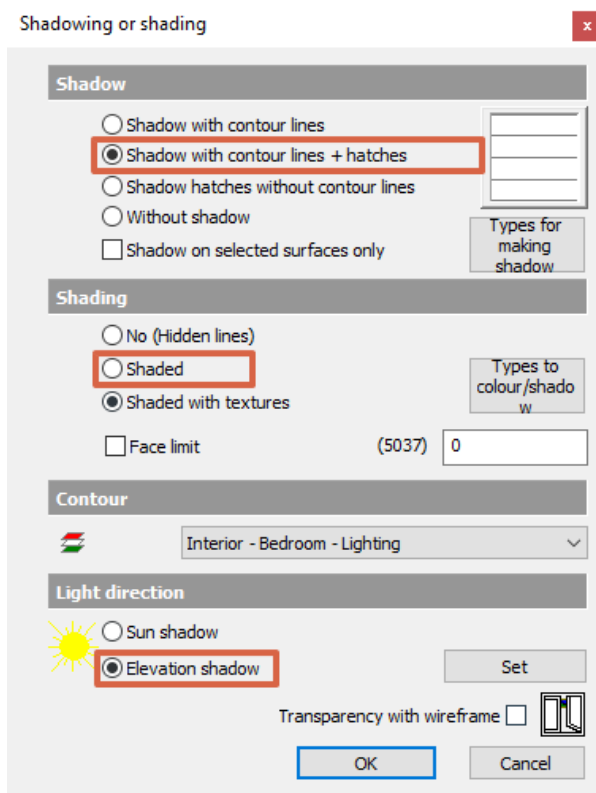 Shadowing or shading
x
Shadow
Shadow with contour lines
Shadow with contour lines + hatches
Shadow hatches without contour lines
Without shadow
Shadow on selected surfaces only
Types for
making
shadow
Shading
No (Hidden lines)
Shaded
Shaded with textures
Types to
colour/shado
w
Face limit (5037) 0
Contour
Interior - Bedroom - Lighting
Light direction
Sun shadow
Elevation shadow
Set
Transparency with wireframe
OK Cancel